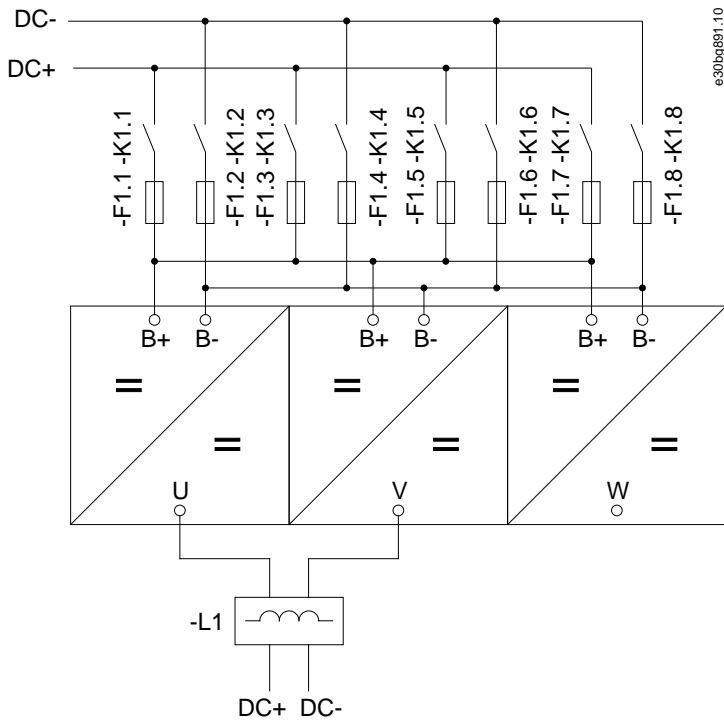 DC-
DC+
e30bg891.10
-F1.1 -K1.1
-F1.2 -K1.2
-F1.3 -K1.3
-F1.4 -K1.4
-F1.5 -K1.5
-F1.6 -K1.6
-F1.7 -K1.7
-F1.8 -K1.8
B+ B- B+ B- B+ B-
= = =
= = =
U V W
-L1
DC+ DC-